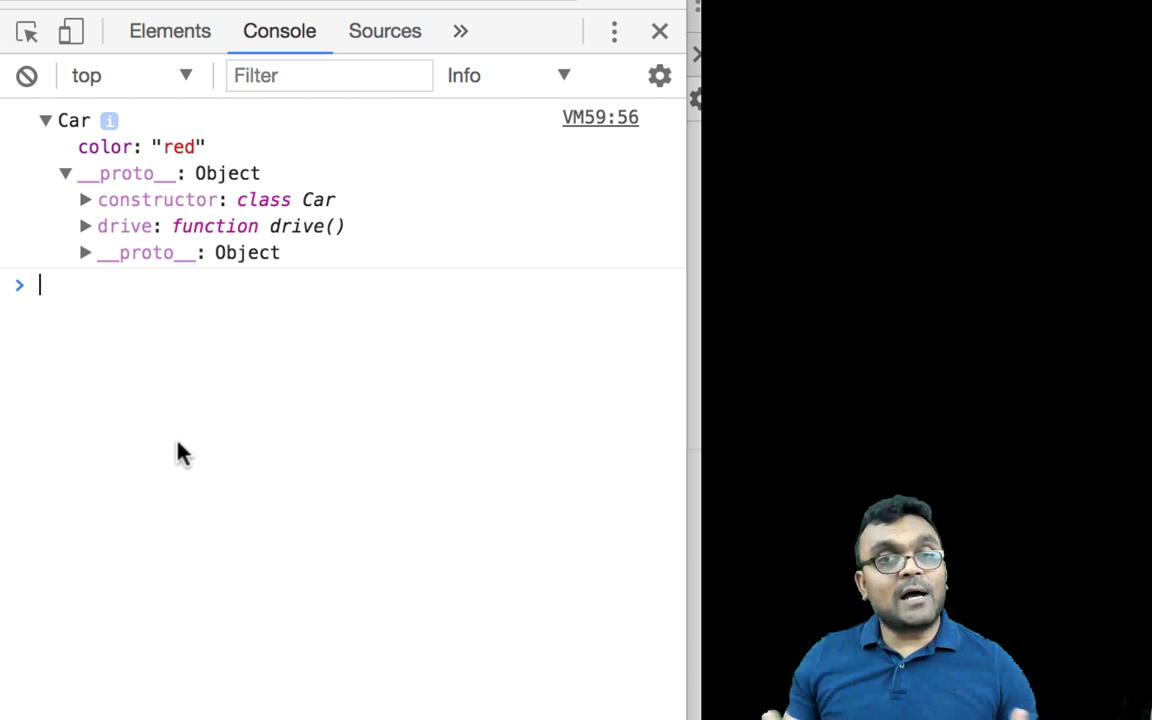 Elements Console Sources »
top Filter Info
Car i VM59:56
color: "red"
__proto__: Object
constructor: class Car
drive: function drive()
__proto__: Object
>